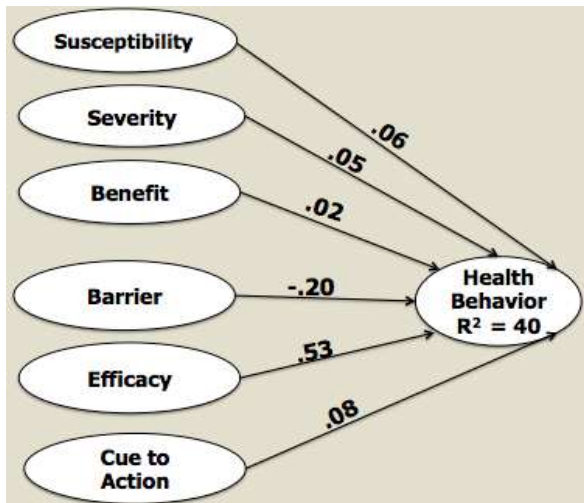 Susceptibility
.06
Severity
.05
Benefit
.02
Barrier
-.20
Health
Behavior
R² = 40
Efficacy
.53
Cue to
Action
.08